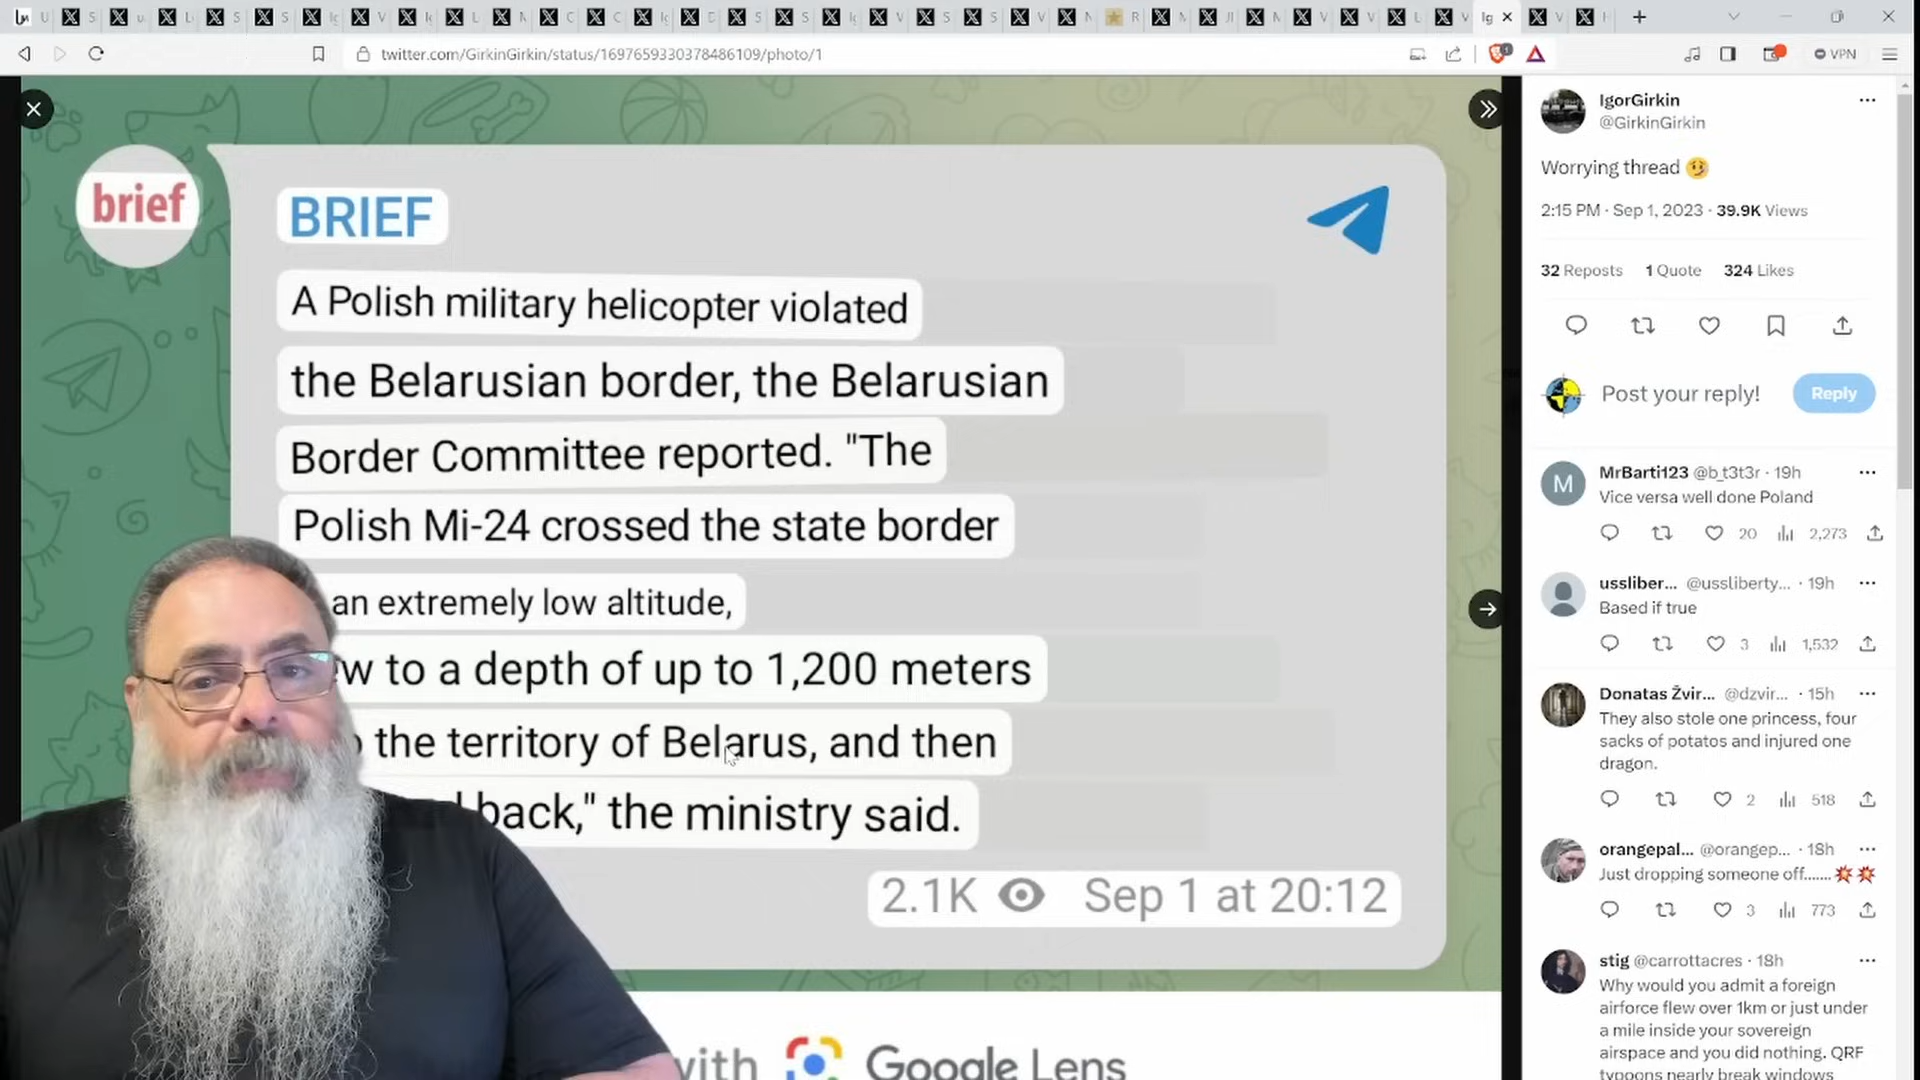 twitter.com/GirkinGirkin/status/1697659330378486109/photo/1
VPN
brief
BRIEF
A Polish military helicopter violated
the Belarusian border, the Belarusian
Border Committee reported. "The
Polish Mi-24 crossed the state border
an extremely low altitude,
w to a depth of up to 1,200 meters
the territory of Belarus, and then
back," the ministry said.
2.1K Sep 1 at 20:12
with Google Lens
IgorGirkin
@GirkinGirkin
Worrying thread
2:15 PM · Sep 1, 2023 · 39.9K Views
32 Reposts 1 Quote 324 Likes
Post your reply!
Reply
M
MrBarti123 @b_t3t3r · 19h
Vice versa well done Poland
20 2,273
usslibert... @ussliberty... · 19h
Based if true
3 1,532
Donatas Žvir... @dzvir... · 15h
They also stole one princess, four
sacks of potatos and injured one
dragon.
2 518
orangepal... @orangep... · 18h
Just dropping someone off.......
3 773
stig @carrottacres · 18h
Why would you admit a foreign
airforce flew over 1km or just under
a mile inside your sovereign
airspace and you did nothing. QRF
typoons nearly break windows